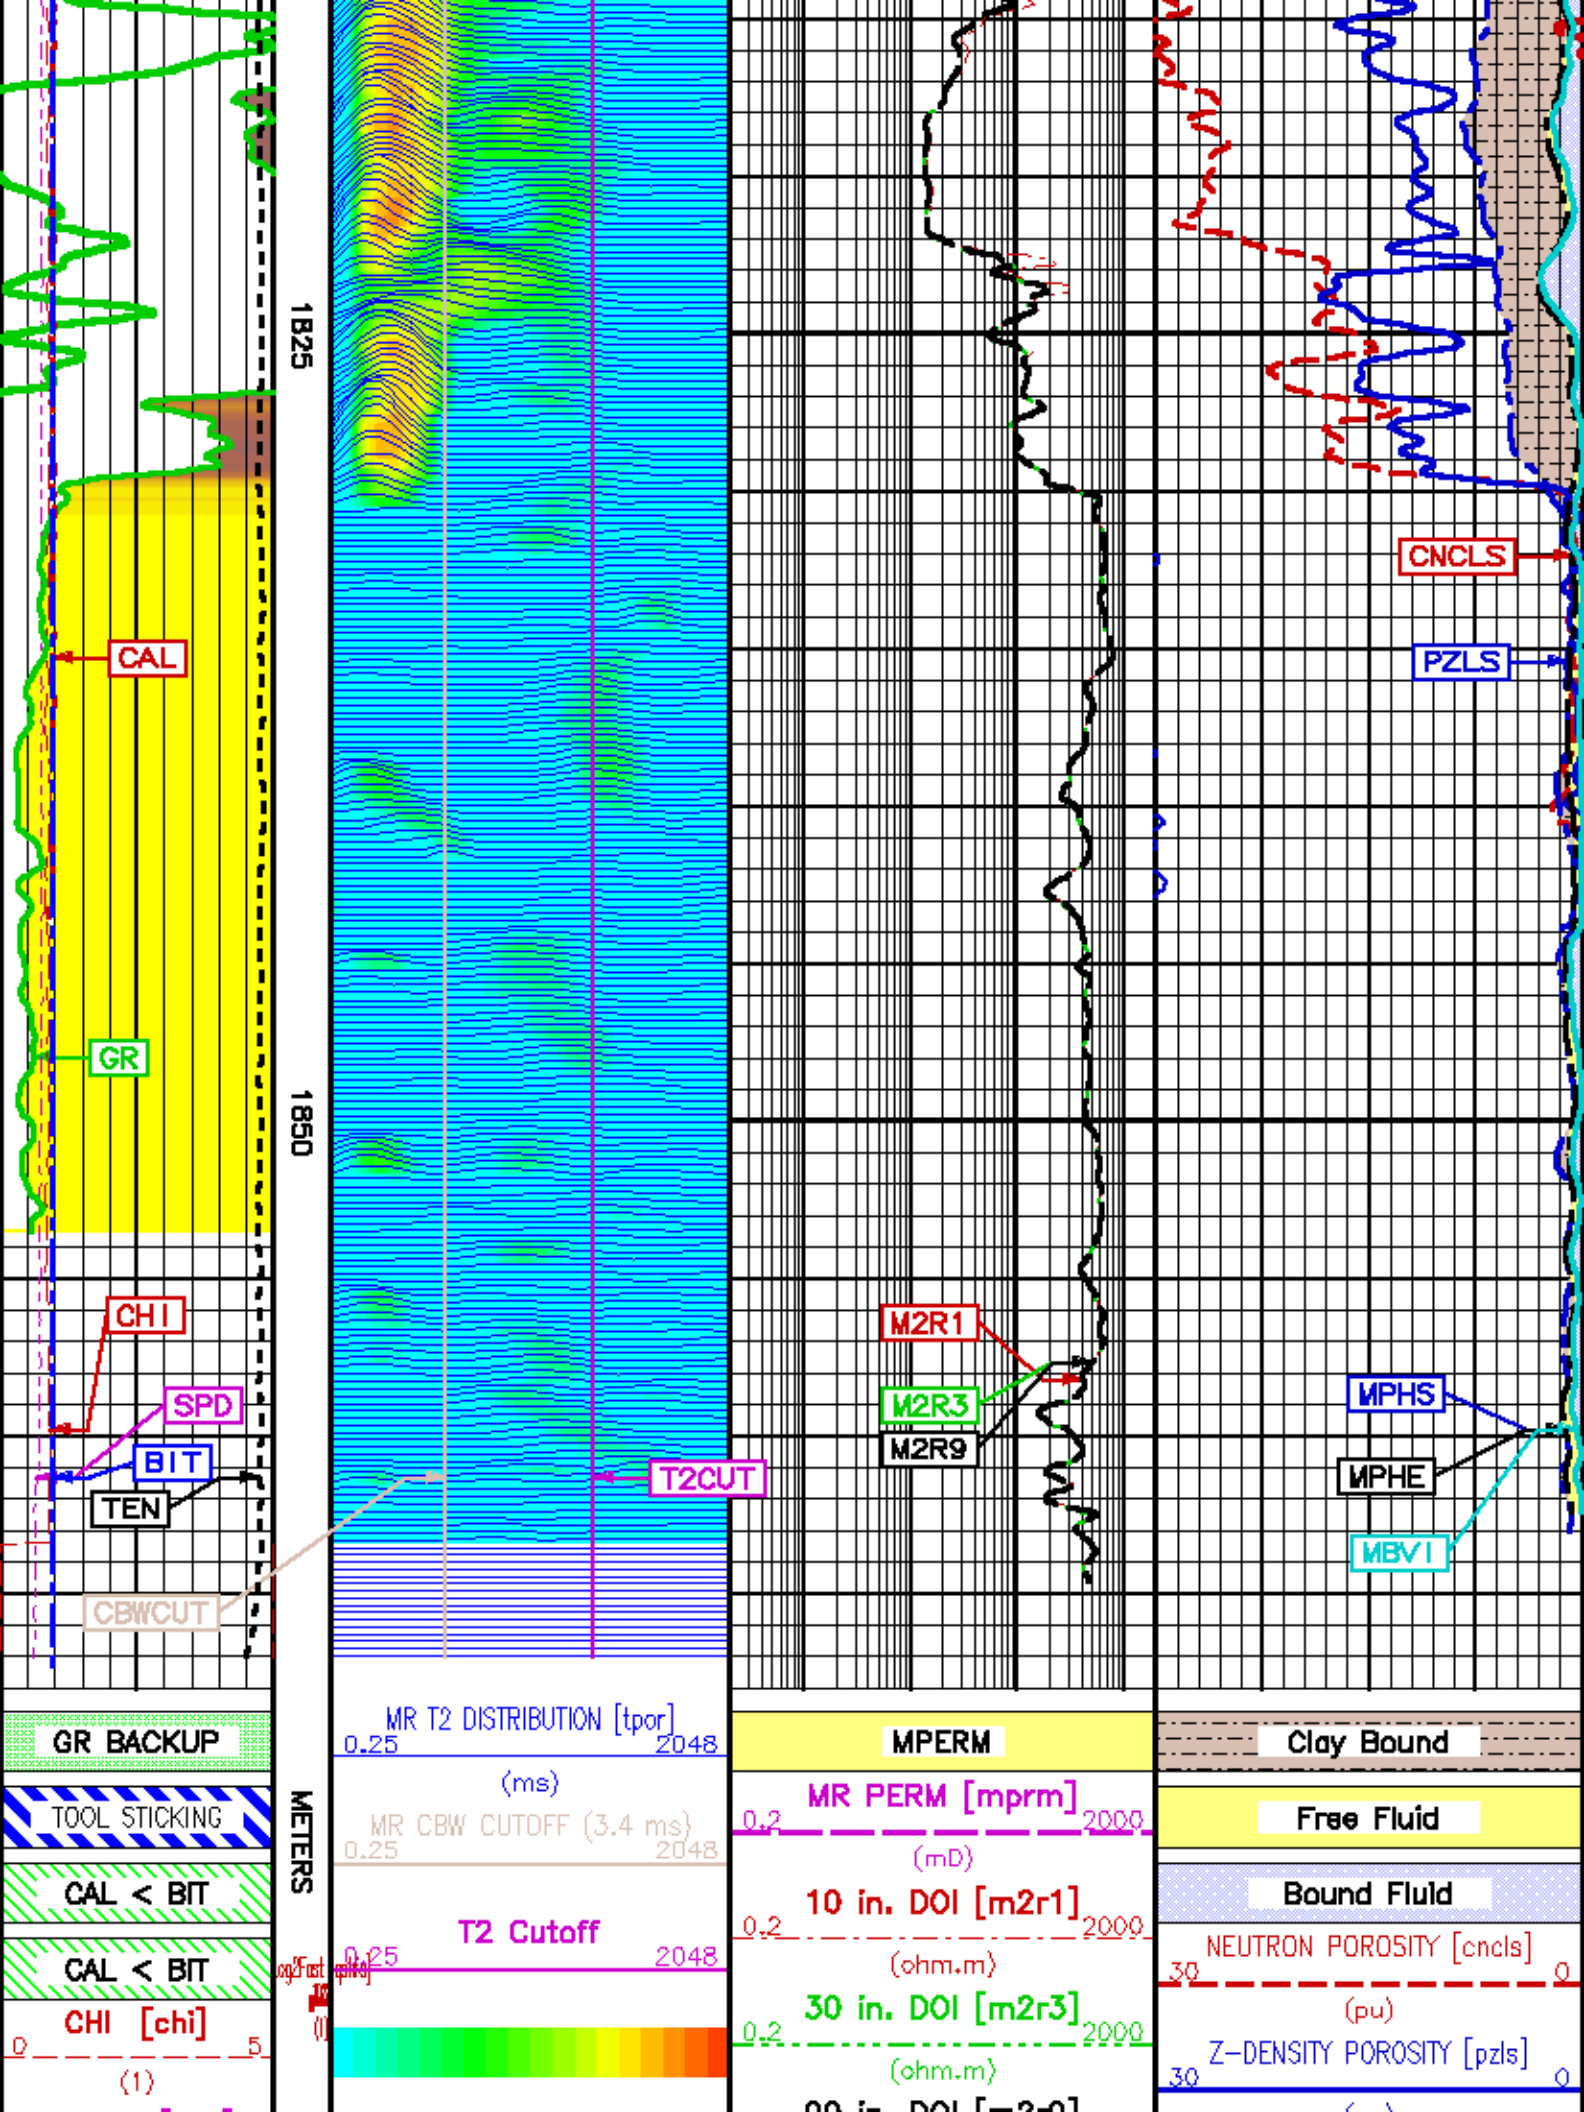 1825
CNCLS
CAL
PZLS
GR
1850
CHI
M2R1
SPD
M2R3
MPHS
BIT
M2R9
T2CUT
MPHE
TEN
MBVI
CBWCUT
GR BACKUP
TOOL STICKING
CAL < BIT
CAL < BIT
CHI [chi]
0 5
(1)
METERS
MR T2 DISTRIBUTION [tpor]
0.25 2048
(ms)
MR CBW CUTOFF (3.4 ms)
0.25 2048
T2 Cutoff
0.25 2048
MPERM
MR PERM [mprm]
0.2 2000
(mD)
10 in. DOI [m2r1]
0.2 2000
(ohm.m)
30 in. DOI [m2r3]
0.2 2000
(ohm.m)
Clay Bound
Free Fluid
Bound Fluid
NEUTRON POROSITY [cncls]
30 0
(pu)
Z-DENSITY POROSITY [pzls]
30 0